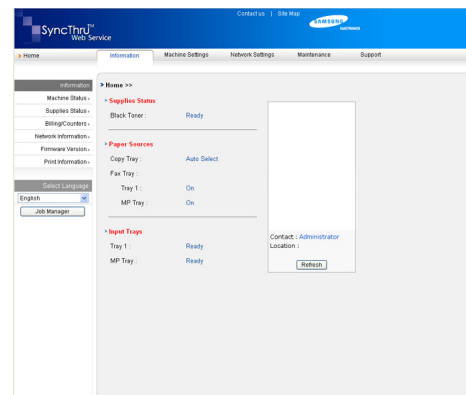 Contact us | Site Map
SyncThru™
Web Service
SAMSUNG
ELECTRONICS
Home
Information
Machine Settings
Network Settings
Maintenance
Support
Information
Machine Status
Supplies Status
Billing/Counters
Network Information
Firmware Version
Print Information
Select Language
English
Job Manager
> Home >>
Supplies Status
Black Toner : Ready
Paper Sources
Copy Tray : Auto Select
Fax Tray :
Tray 1 : On
MP Tray : On
Input Trays
Tray 1 : Ready
MP Tray : Ready
Contact : Administrator
Location :
Refresh